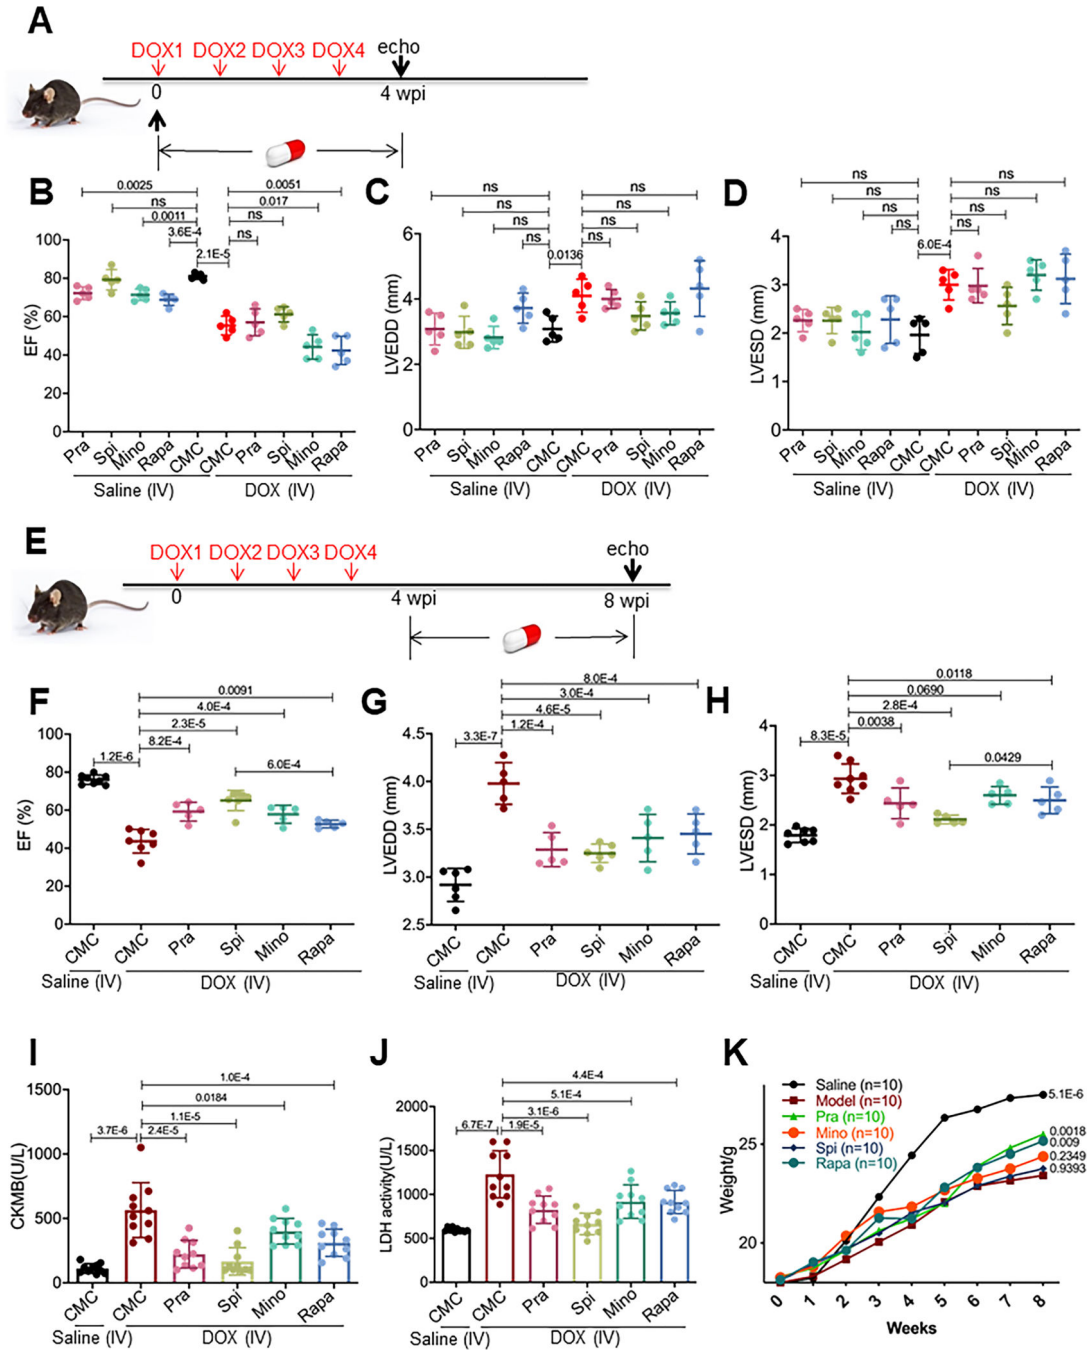 A
DOX1 DOX2 DOX3 DOX4 echo
0 4 wpi
B
0.0025 0.0051
ns 0.017
0.0011 ns
3.6E-4 ns
2.1E-5
EF (%)
100
80
60
40
20
0
Pra Spi Mino Rapa CMC CMC Pra Spi Mino Rapa
Saline (IV) DOX (IV)
C
ns ns
ns ns
ns ns
ns ns
0.0136
LVEDD (mm)
6
4
2
0
Pra Spi Mino Rapa CMC CMC Pra Spi Mino Rapa
Saline (IV) DOX (IV)
D
ns ns
ns ns
ns ns
ns ns
6.0E-4
LVESD (mm)
4
3
2
1
0
Pra Spi Mino Rapa CMC CMC Pra Spi Mino Rapa
Saline (IV) DOX (IV)
E
DOX1 DOX2 DOX3 DOX4 echo
0 4 wpi 8 wpi
F
0.0091
4.0E-4
2.3E-5
8.2E-4
1.2E-6
6.0E-4
EF (%)
100
80
60
40
20
0
CMC CMC Pra Spi Mino Rapa
Saline (IV) DOX (IV)
G
8.0E-4
3.0E-4
4.6E-5
1.2E-4
3.3E-7
LVEDD (mm)
4.5
4.0
3.5
3.0
2.5
CMC CMC Pra Spi Mino Rapa
Saline (IV) DOX (IV)
H
0.0118
0.0690
2.8E-4
0.0038
8.3E-5
0.0429
LVESD (mm)
4
3
2
1
0
CMC CMC Pra Spi Mino Rapa
Saline (IV) DOX (IV)
I
1.0E-4
0.0184
1.1E-5
3.7E-6 2.4E-5
CKMB(U/L)
1500
1000
500
0
CMC CMC Pra Spi Mino Rapa
Saline (IV) DOX (IV)
J
4.4E-4
5.1E-4
3.1E-6
6.7E-7 1.9E-5
LDH activity(U/L)
2000
1500
1000
500
0
CMC CMC Pra Spi Mino Rapa
Saline (IV) DOX (IV)
K
Saline (n=10)
Model (n=10)
Pra (n=10)
Mino (n=10)
Spi (n=10)
Rapa (n=10)
5.1E-6
0.0018
0.009
0.2349
0.9393
Weight/g
25
20
0 1 2 3 4 5 6 7 8
Weeks